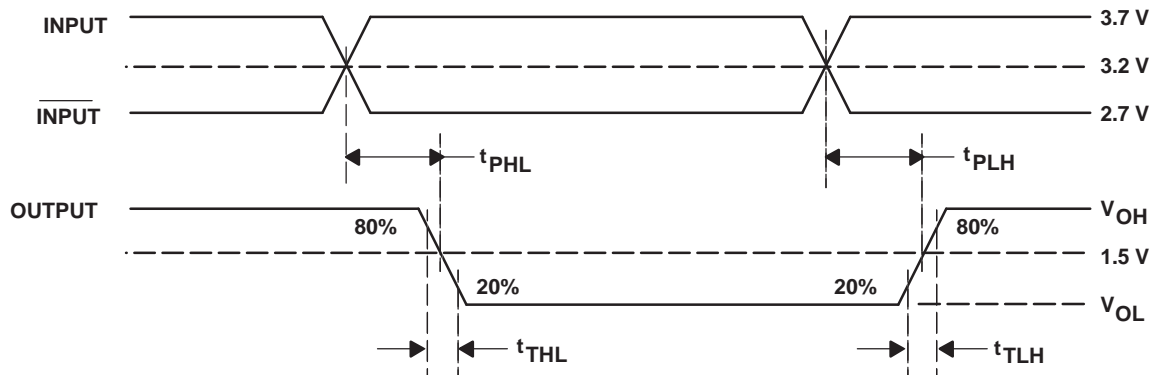 INPUT
3.7 V
3.2 V
INPUT
2.7 V
tPHL
tPLH
OUTPUT
VOH
80%
80%
1.5 V
20%
20%
VOL
tTHL
tTLH